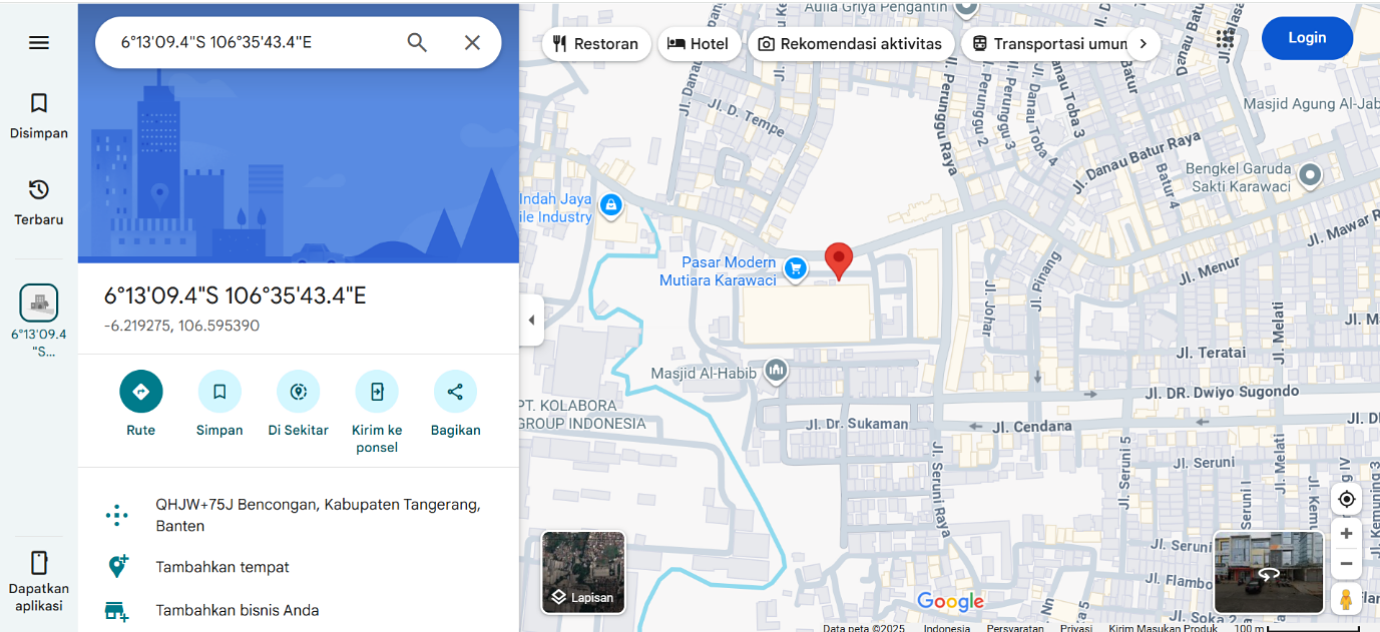 6°13'09.4"S 106°35'43.4"E
Disimpan
Terbaru
6°13'09.4
"S...
Dapatkan
aplikasi
6°13'09.4"S 106°35'43.4"E
-6.219275, 106.595390
Rute
Simpan
Di Sekitar
Kirim ke
ponsel
Bagikan
QHJW+75J Bencongan, Kabupaten Tangerang,
Banten
Tambahkan tempat
Tambahkan bisnis Anda
Restoran
Hotel
Rekomendasi aktivitas
Transportasi umum
Login
Aulia Griya Pengantin
Jl. D. Tempe
Jl. Perunggu Raya
Jl. Perunggu 2
Jl. Perunggu 3
Jl. Danau Toba 4
Jl. Danau Toba 3
Jl. Danau Batur Raya
Masjid Agung Al-Jab
Bengkel Garuda
Sakti Karawaci
Batur 4
Jl. Mawar R
Jl. Menur
Indah Jaya
ile Industry
Pasar Modern
Mutiara Karawaci
Jl. Pinang
Jl. Johar
Jl. Melati
Jl. M
Jl. Teratai
Masjid Al-Habib
Jl. DR. Dwiyo Sugondo
PT. KOLABORA
GROUP INDONESIA
Jl. Dr. Sukaman
Jl. Cendana
Jl. Seruni
Jl. Seruni Raya
Jl. Seruni 5
Jl. Melati
Jl. Seruni
Jl. Flambo
Jl. Soka 2
Lapisan
Google
Data peta ©2025
Indonesia
Persyaratan
Privasi
Kirim Masukan Produk
100 m